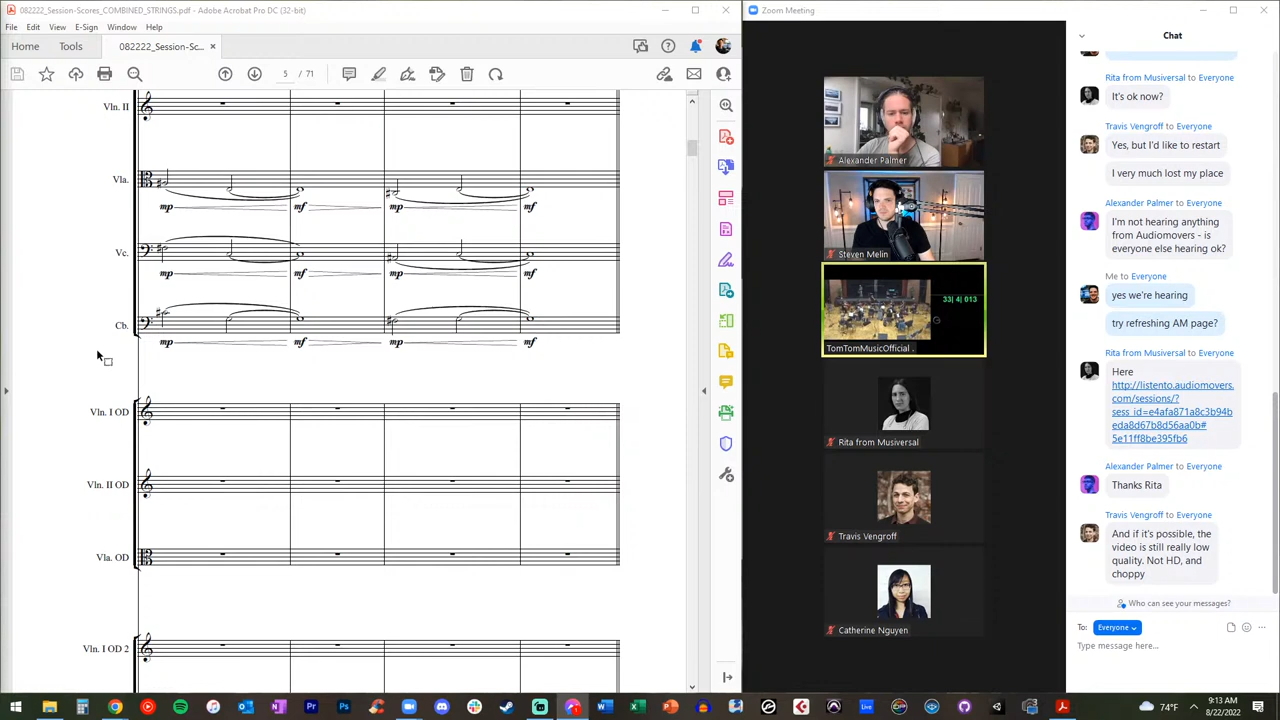 082222_Session-Scores_COMBINED_STRINGS.pdf - Adobe Acrobat Pro DC (32-bit)
File Edit View E-Sign Window Help
Home Tools 082222_Session-Sc... ×
5 / 71
Vln. II
Vla.
mp mf mp mf
Vc.
mp mf mp mf
Cb.
mp mf mp mf
Vln. I OD
Vln. II OD
Vla. OD
Vln. I OD 2
Zoom Meeting
Alexander Palmer
Steven Melin
33| 4| 013
TomTomMusicOfficial .
Rita from Musiversal
Travis Vengroff
Catherine Nguyen
Chat
Rita from Musiversal to Everyone
It's ok now?
Travis Vengroff to Everyone
Yes, but I'd like to restart
I very much lost my place
Alexander Palmer to Everyone
I'm not hearing anything
from Audiomovers - is
everyone else hearing ok?
Me to Everyone
yes we're hearing
try refreshing AM page?
Rita from Musiversal to Everyone
Here
http://listento.audiomovers.
com/sessions/?
sess_id=e4afa871a8c3b94b
eda8d67b8d56aa0b#
5e11ff8be395fb6
Alexander Palmer to Everyone
Thanks Rita
Travis Vengroff to Everyone
And if it's possible, the
video is still really low
quality. Not HD, and
choppy
Who can see your messages?
To: Everyone
Type message here...
Live
74°F
9:13 AM
8/22/2022